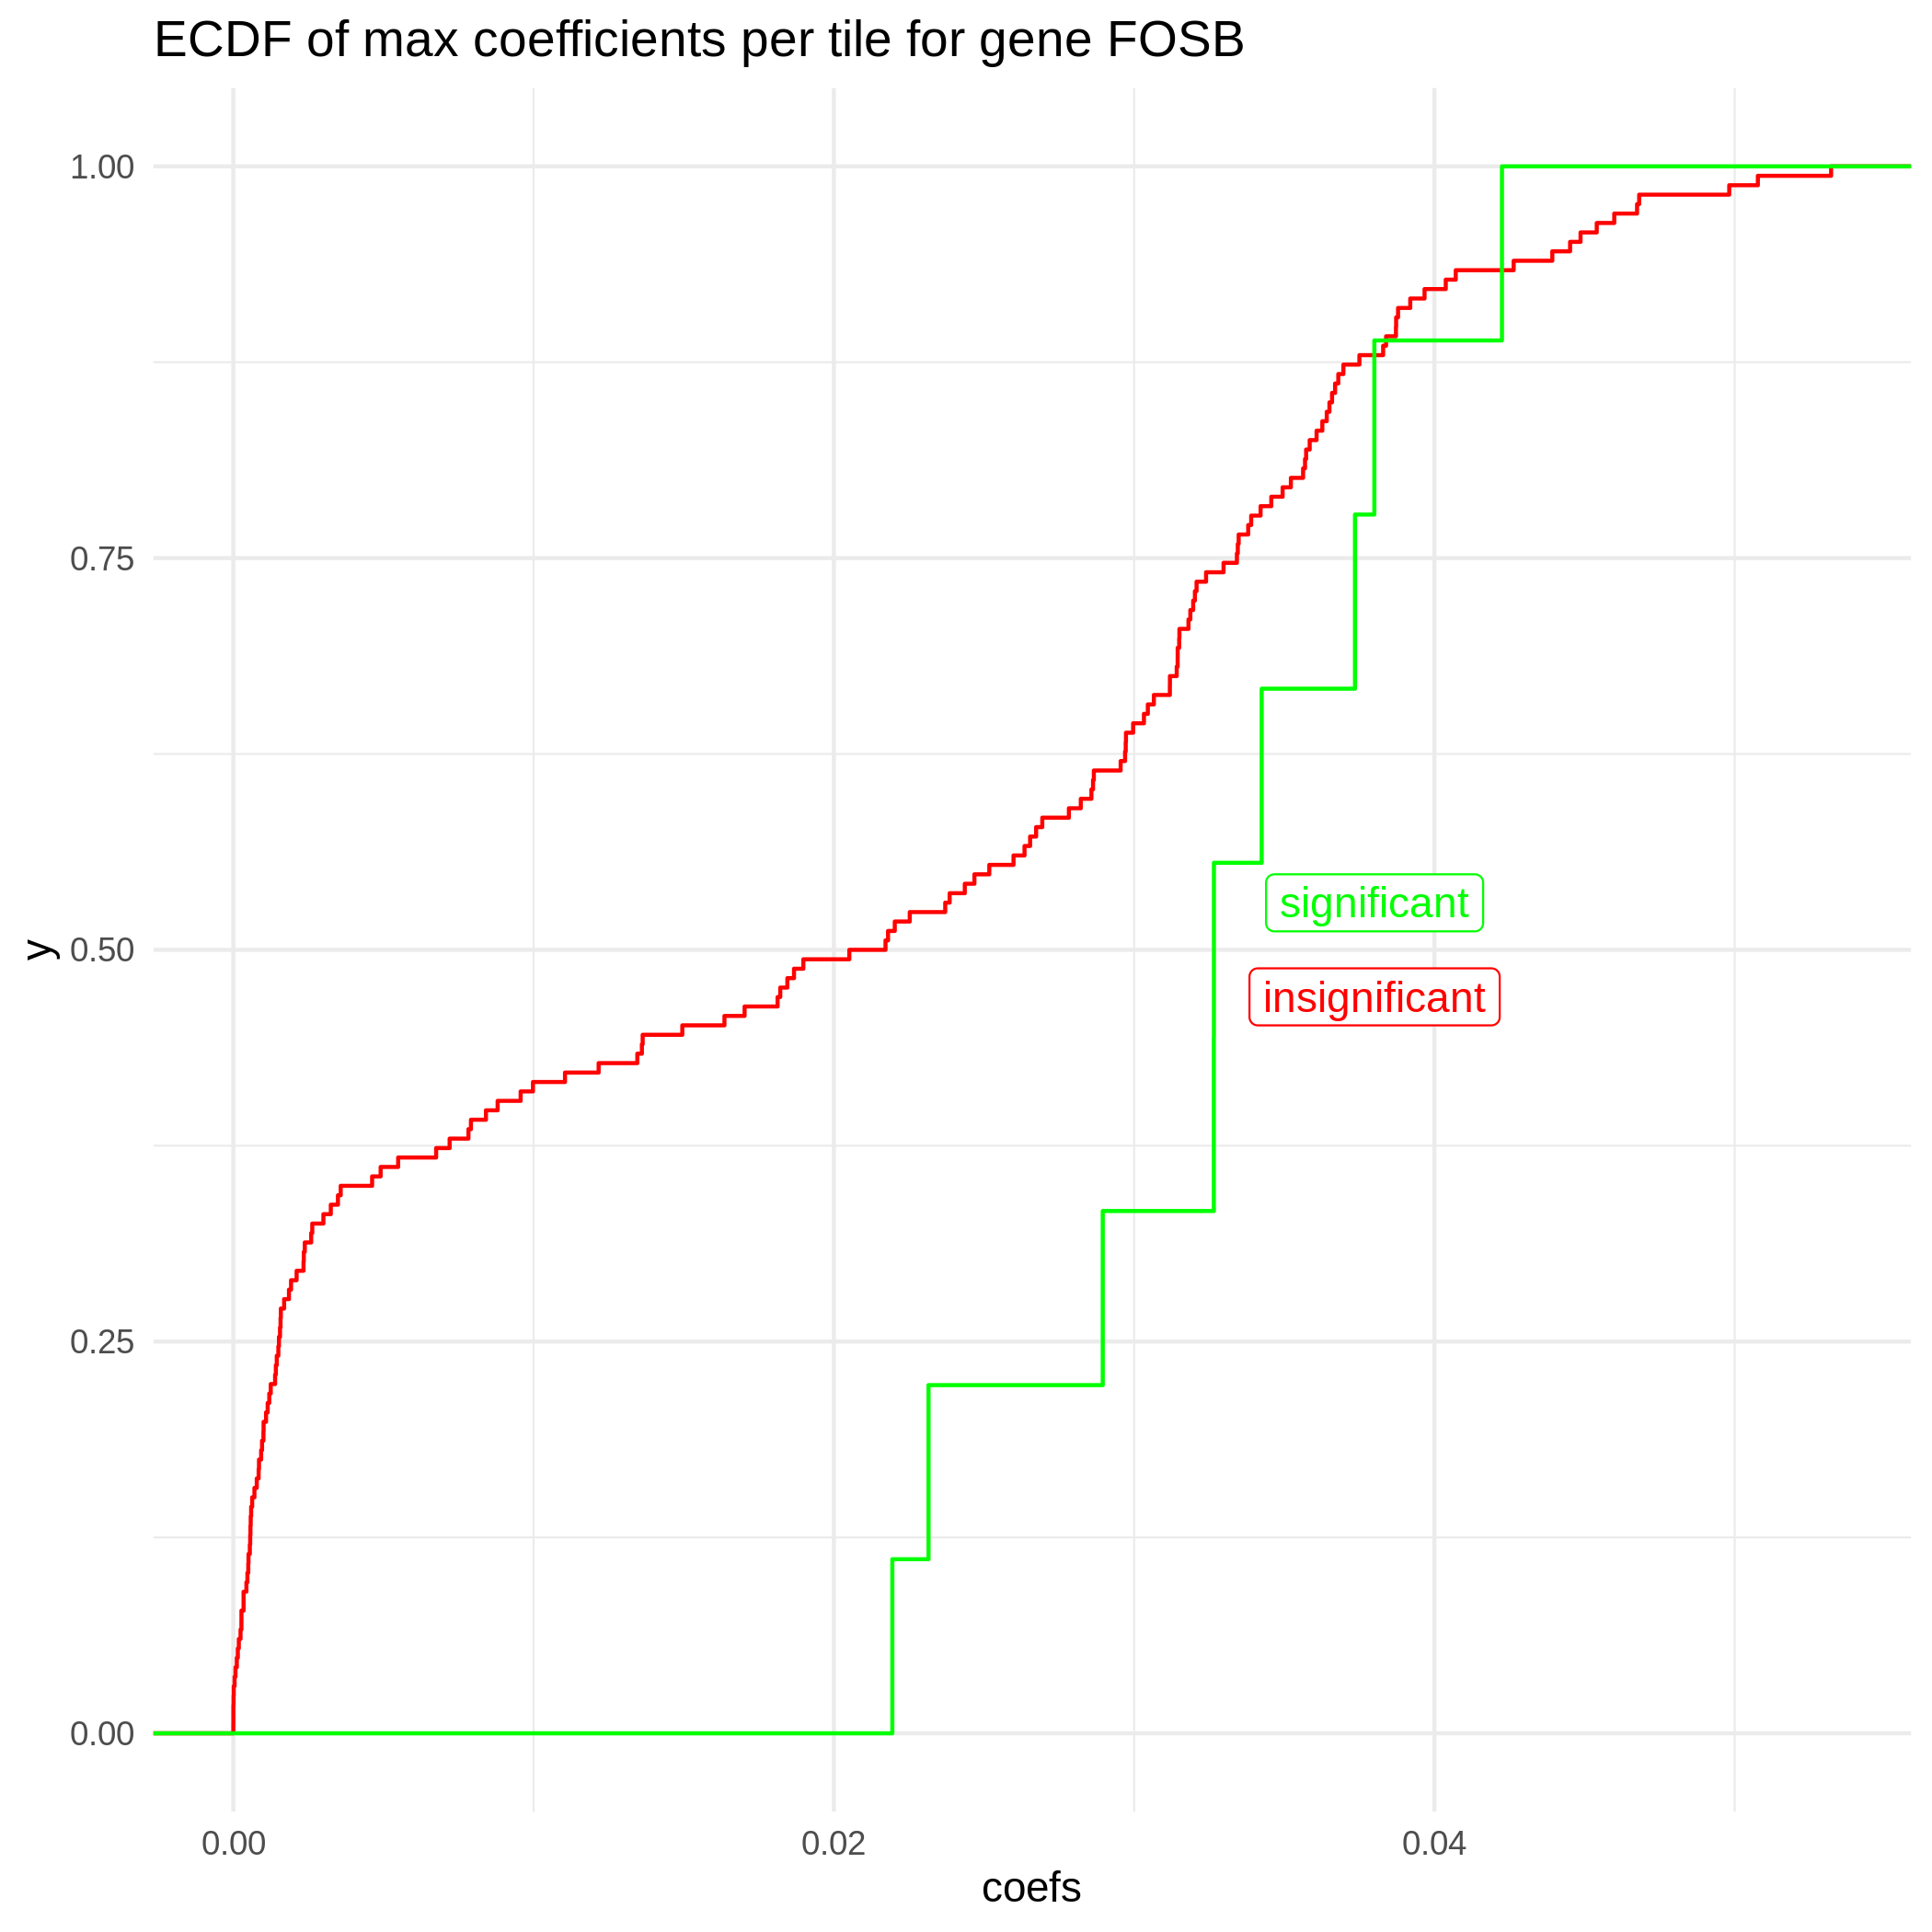 ECDF of max coefficients per tile for gene FOSB
1.00
0.75
0.50
0.25
0.00
y
significant
insignificant
0.00
0.02
0.04
coefs